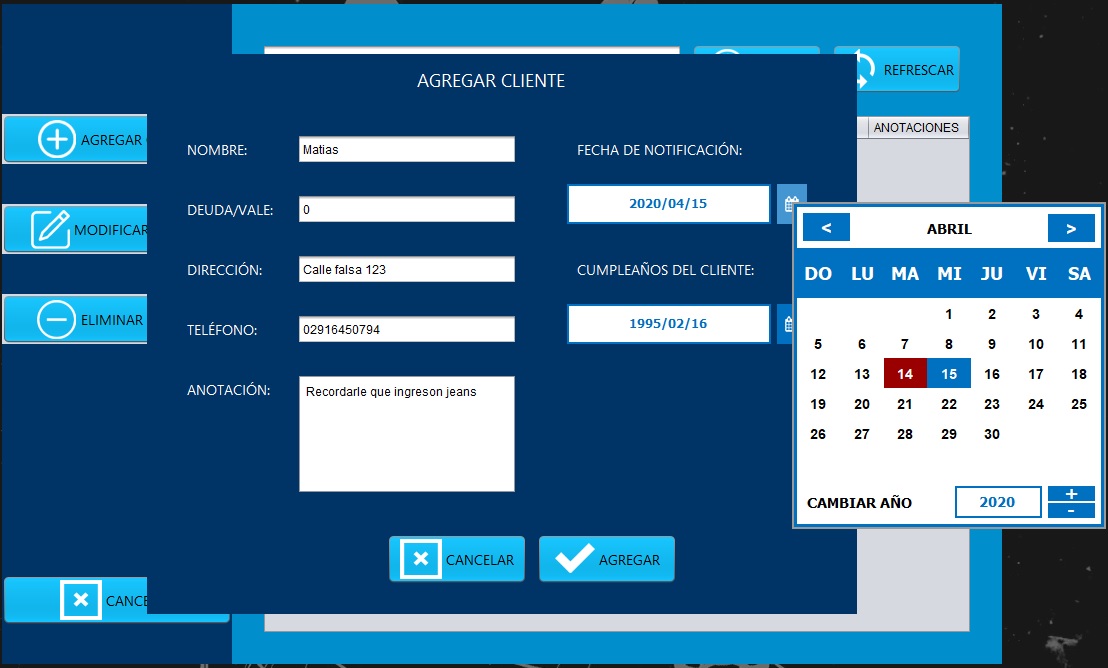 REFRESCAR
AGREGAR CLIENTE
ANOTACIONES
AGREGAR
MODIFICAR
ELIMINAR
NOMBRE:
Matias
DEUDA/VALE:
0
DIRECCIÓN:
Calle falsa 123
TELÉFONO:
02916450794
ANOTACIÓN:
Recordarle que ingreson jeans
FECHA DE NOTIFICACIÓN:
2020/04/15
CUMPLEAÑOS DEL CLIENTE:
1995/02/16
< ABRIL >
DO LU MA MI JU VI SA
1 2 3 4
5 6 7 8 9 10 11
12 13 14 15 16 17 18
19 20 21 22 23 24 25
26 27 28 29 30
CAMBIAR AÑO 2020 + -
CANCELAR
AGREGAR